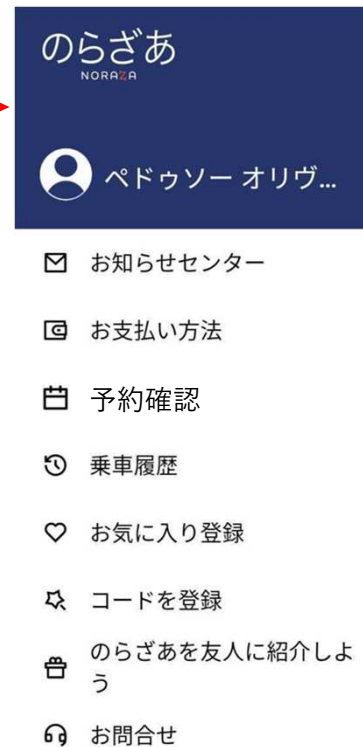 のらざあ
NORAZA
ペドゥソー オリヴ...
お知らせセンター
お支払い方法
予約確認
乗車履歴
お気に入り登録
コードを登録
のらざあを友人に紹介しよ
う
お問合せ